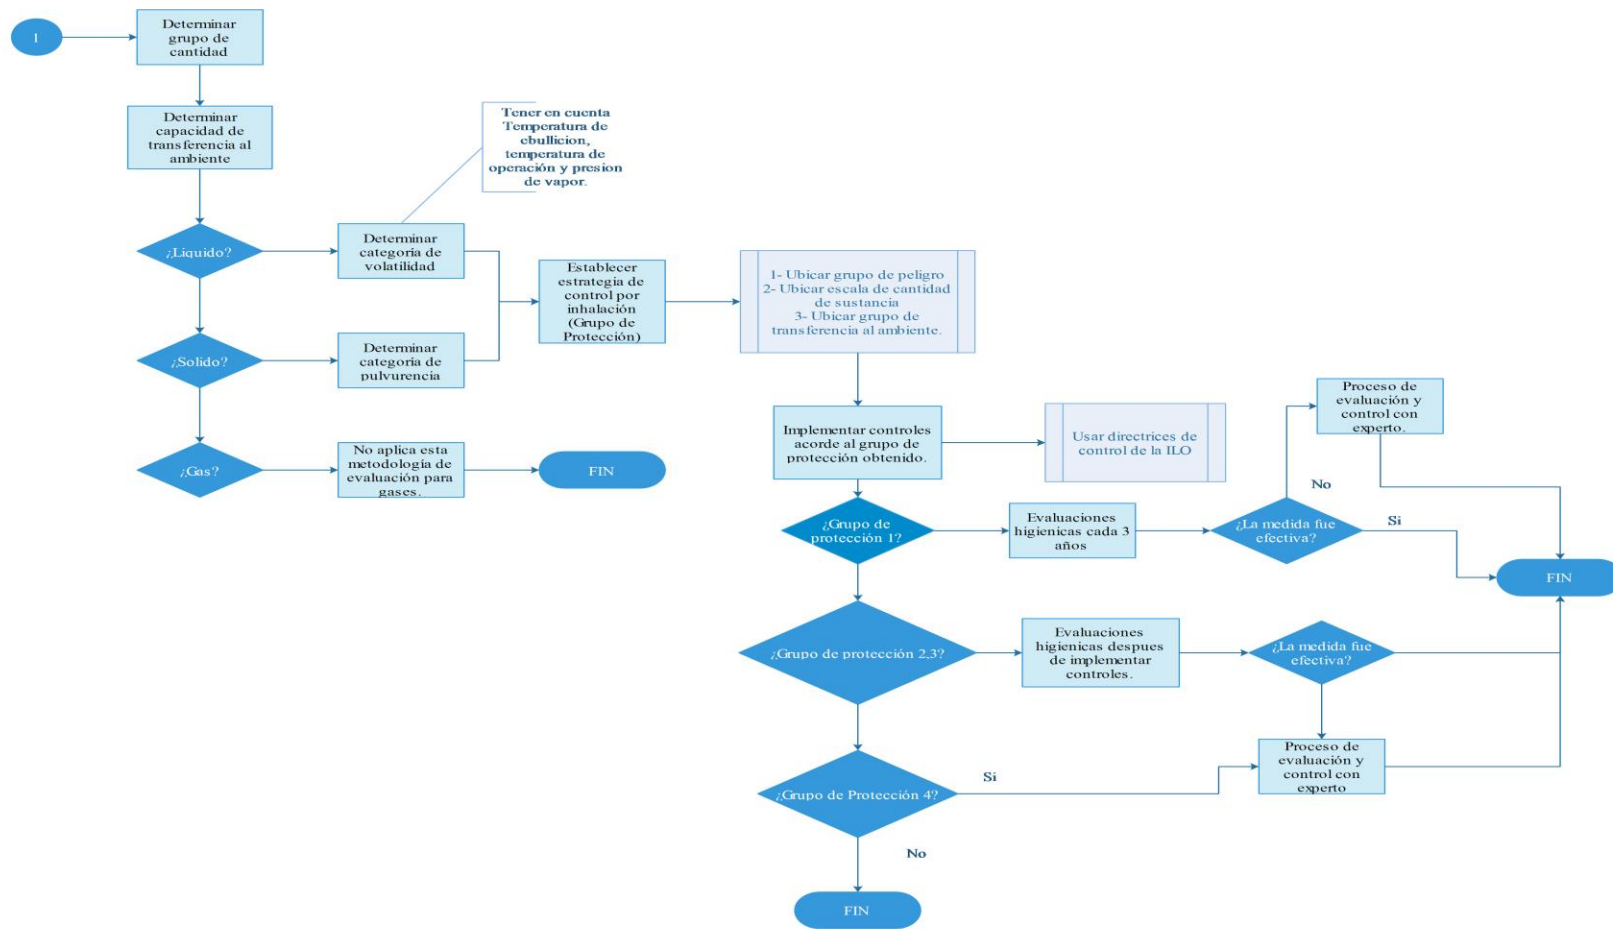 1
Determinar
grupo de
cantidad
Determinar
capacidad de
transferencia al
ambiente
Tener en cuenta
Temperatura de
ebullicion,
temperatura de
operación y presion
de vapor.
¿Liquido?
Determinar
categoría de
volatilidad
¿Solido?
Determinar
categoría de
pulvurencia
¿Gas?
No aplica esta
metodología de
evaluación para
gases.
FIN
Establecer
estrategia de
control por
inhalación
(Grupo de
Protección)
1- Ubicar grupo de peligro
2- Ubicar escala de cantidad
de sustancia
3- Ubicar grupo de
transferencia al ambiente.
Implementar controles
acorde al grupo de
protección obtenido.
Usar directrices de
control de la ILO
¿Grupo de
protección 1?
Evaluaciones
higienicas cada 3
años
¿La medida fue
efectiva?
No
Si
Proceso de
evaluación y
control con
experto.
FIN
¿Grupo de protección 2,3?
Evaluaciones
higienicas despues
de implementar
controles.
¿La medida fue
efectiva?
Proceso de
evaluación y
control con
experto
¿Grupo de Protección 4?
Si
No
FIN